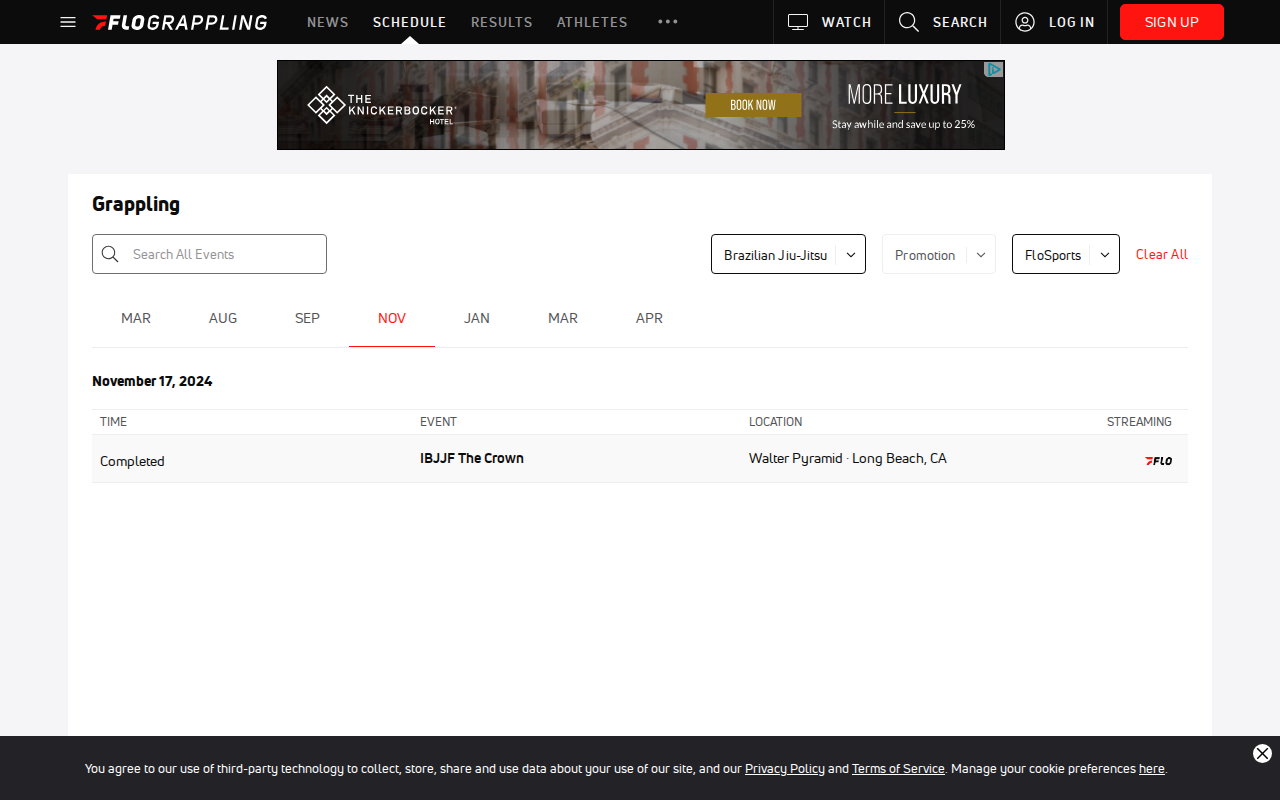 FLOGRAPPLING NEWS SCHEDULE RESULTS ATHLETES WATCH SEARCH LOG IN SIGN UP
THE KNICKERBOCKER HOTEL
BOOK NOW
MORE LUXURY
Stay awhile and save up to 25%
Grappling
Search All Events Brazilian Jiu-Jitsu Promotion FloSports Clear All
MAR AUG SEP NOV JAN MAR APR
November 17, 2024
TIME EVENT LOCATION STREAMING
Completed IBJJF The Crown Walter Pyramid · Long Beach, CA FLO
You agree to our use of third-party technology to collect, store, share and use data about your use of our site, and our Privacy Policy and Terms of Service. Manage your cookie preferences here.